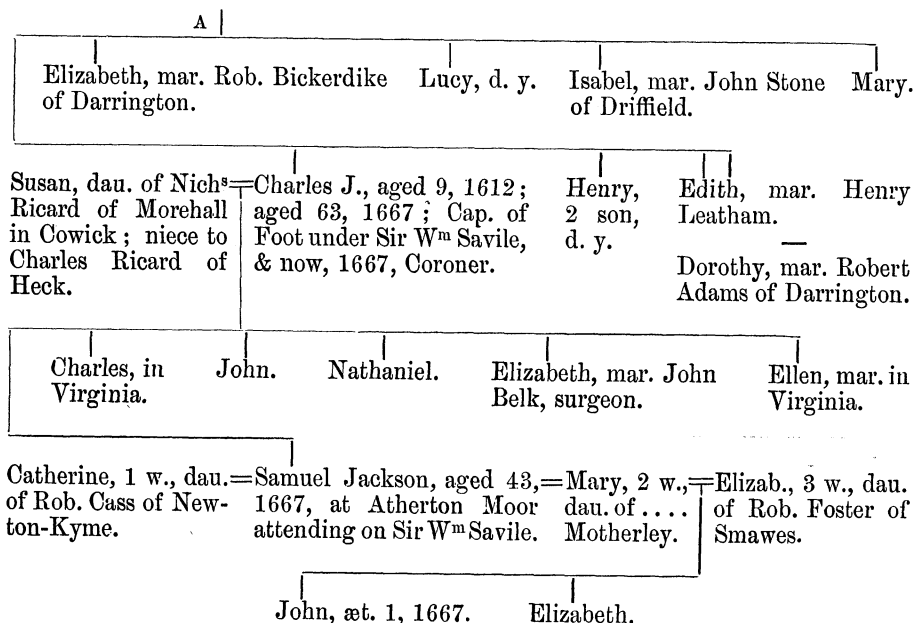 A
Elizabeth, mar. Rob. Bickerdike
of Darrington.
Lucy, d. y.
Isabel, mar. John Stone
of Driffield.
Mary.
Susan, dau. of Nichˢ
Ricard of Morehall
in Cowick ; niece to
Charles Ricard of
Heck.
=Charles J., aged 9, 1612 ;
aged 63, 1667 ; Cap. of
Foot under Sir Wᵐ Savile,
& now, 1667, Coroner.
Henry,
2 son,
d. y.
Edith, mar. Henry
Leatham.
—
Dorothy, mar. Robert
Adams of Darrington.
Charles, in
Virginia.
John.
Nathaniel.
Elizabeth, mar. John
Belk, surgeon.
Ellen, mar. in
Virginia.
Catherine, 1 w., dau.
of Rob. Cass of New-
ton-Kyme.
=Samuel Jackson, aged 43,
1667, at Atherton Moor
attending on Sir Wᵐ Savile.
=Mary, 2 w.,
dau. of ....
Motherley.
=Elizab., 3 w., dau.
of Rob. Foster of
Smawes.
John, æt. 1, 1667.
Elizabeth.